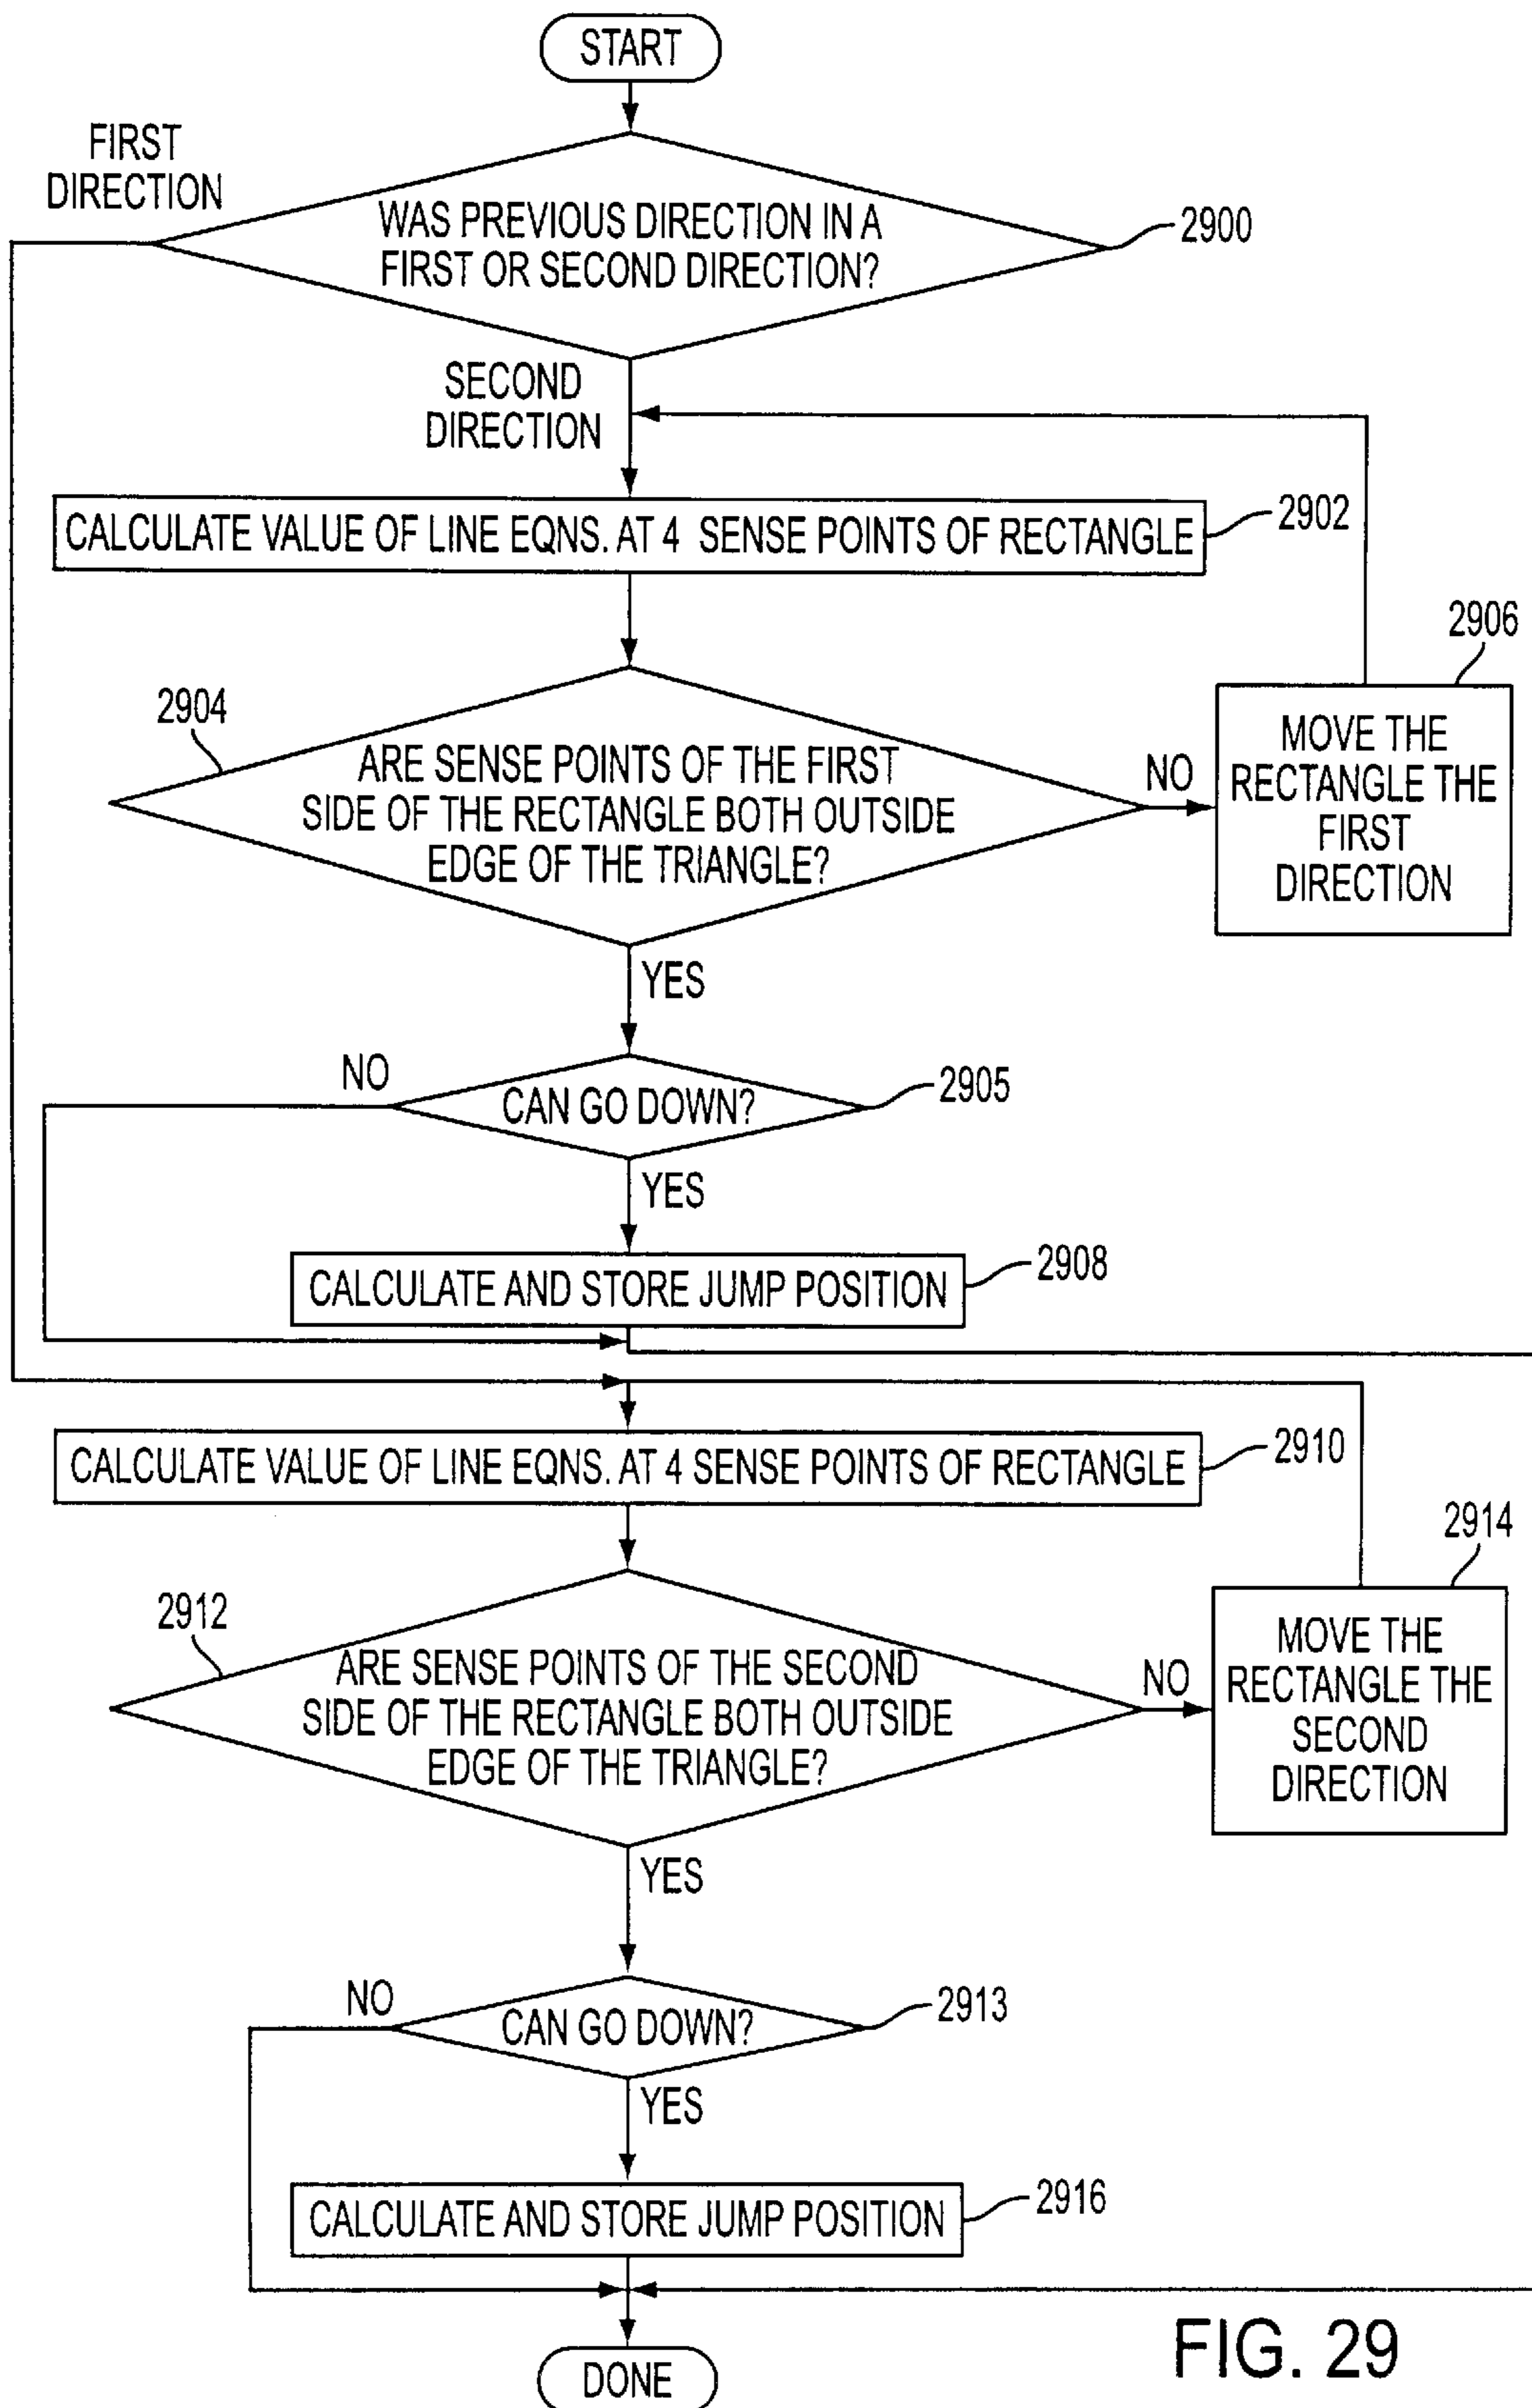 START
FIRST
DIRECTION
WAS PREVIOUS DIRECTION IN A
FIRST OR SECOND DIRECTION?
2900
SECOND
DIRECTION
CALCULATE VALUE OF LINE EQNS. AT 4 SENSE POINTS OF RECTANGLE
2902
2906
2904
ARE SENSE POINTS OF THE FIRST
SIDE OF THE RECTANGLE BOTH OUTSIDE
EDGE OF THE TRIANGLE?
NO
MOVE THE
RECTANGLE THE
FIRST
DIRECTION
YES
NO
CAN GO DOWN?
2905
YES
CALCULATE AND STORE JUMP POSITION
2908
CALCULATE VALUE OF LINE EQNS. AT 4 SENSE POINTS OF RECTANGLE
2910
2914
2912
ARE SENSE POINTS OF THE SECOND
SIDE OF THE RECTANGLE BOTH OUTSIDE
EDGE OF THE TRIANGLE?
NO
MOVE THE
RECTANGLE THE
SECOND
DIRECTION
YES
NO
CAN GO DOWN?
2913
YES
CALCULATE AND STORE JUMP POSITION
2916
DONE
FIG. 29